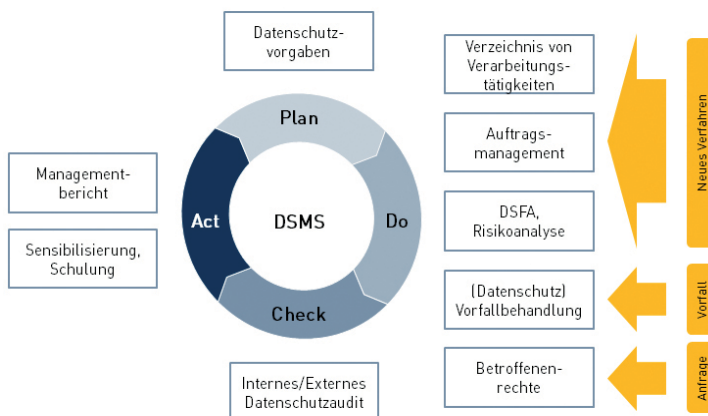 Datenschutz-
vorgaben
Verzeichnis von
Verarbeitungs-
tätigkeiten
Neues Verfahren
Plan
Auftrags-
management
Management-
bericht
Act
DSMS
Do
DSFA,
Risikoanalyse
Sensibilisierung,
Schulung
(Datenschutz)
Vorfallbehandlung
Vorfall
Check
Internes/Externes
Datenschutzaudit
Betroffenen-
rechte
Anfrage